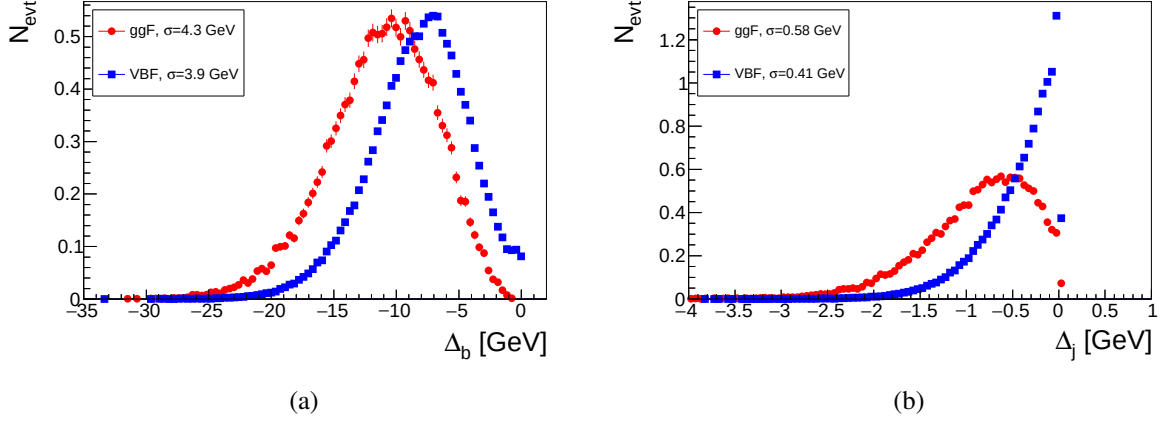 N_evt
0.5
0.4
0.3
0.2
0.1
0
ggF, σ=4.3 GeV
VBF, σ=3.9 GeV
−35 −30 −25 −20 −15 −10 −5 0
Δ_b [GeV]
(a)
N_evt
1.2
1
0.8
0.6
0.4
0.2
0
ggF, σ=0.58 GeV
VBF, σ=0.41 GeV
−4 −3.5 −3 −2.5 −2 −1.5 −1 −0.5 0 0.5 1
Δ_j [GeV]
(b)